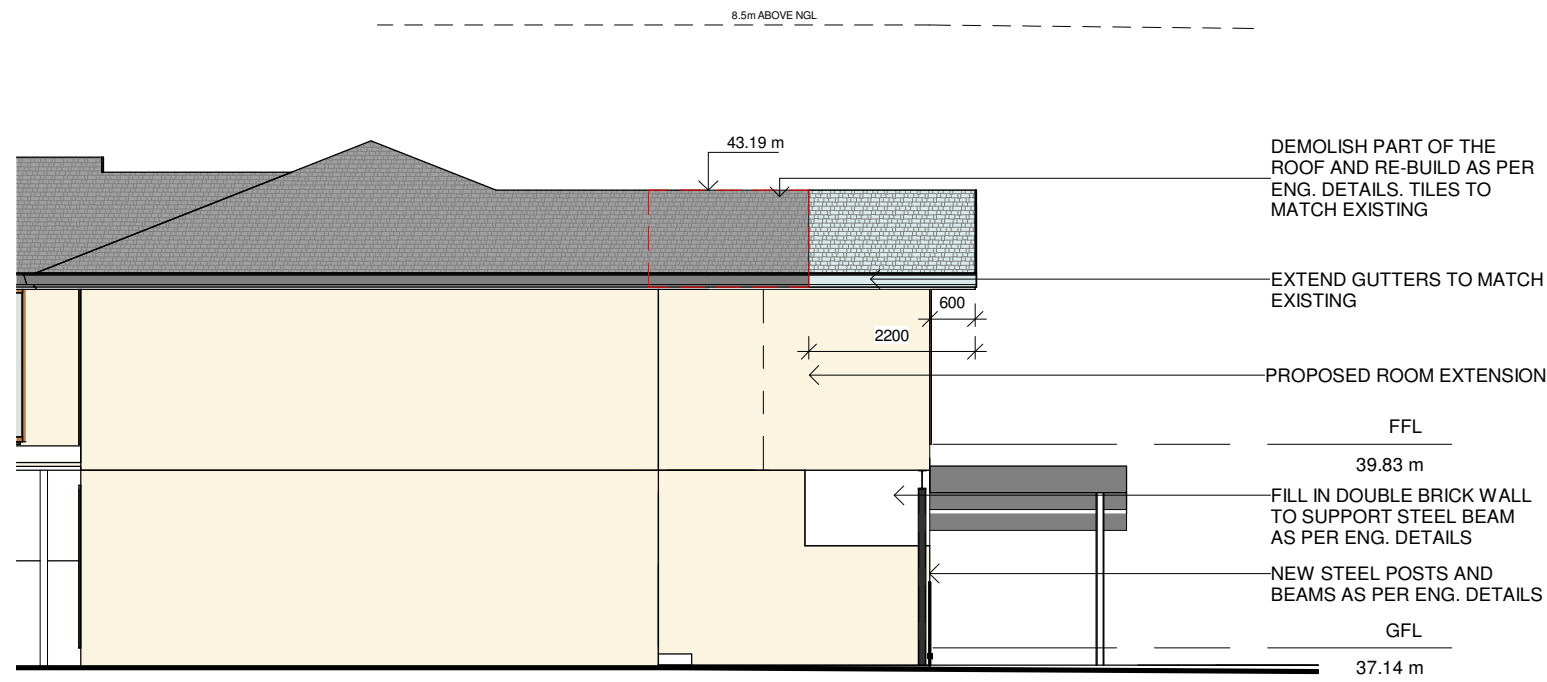 8.5m ABOVE NGL
43.19 m
DEMOLISH PART OF THE
ROOF AND RE-BUILD AS PER
ENG. DETAILS. TILES TO
MATCH EXISTING
EXTEND GUTTERS TO MATCH
EXISTING
600
2200
PROPOSED ROOM EXTENSION
FFL
39.83 m
FILL IN DOUBLE BRICK WALL
TO SUPPORT STEEL BEAM
AS PER ENG. DETAILS
NEW STEEL POSTS AND
BEAMS AS PER ENG. DETAILS
GFL
37.14 m